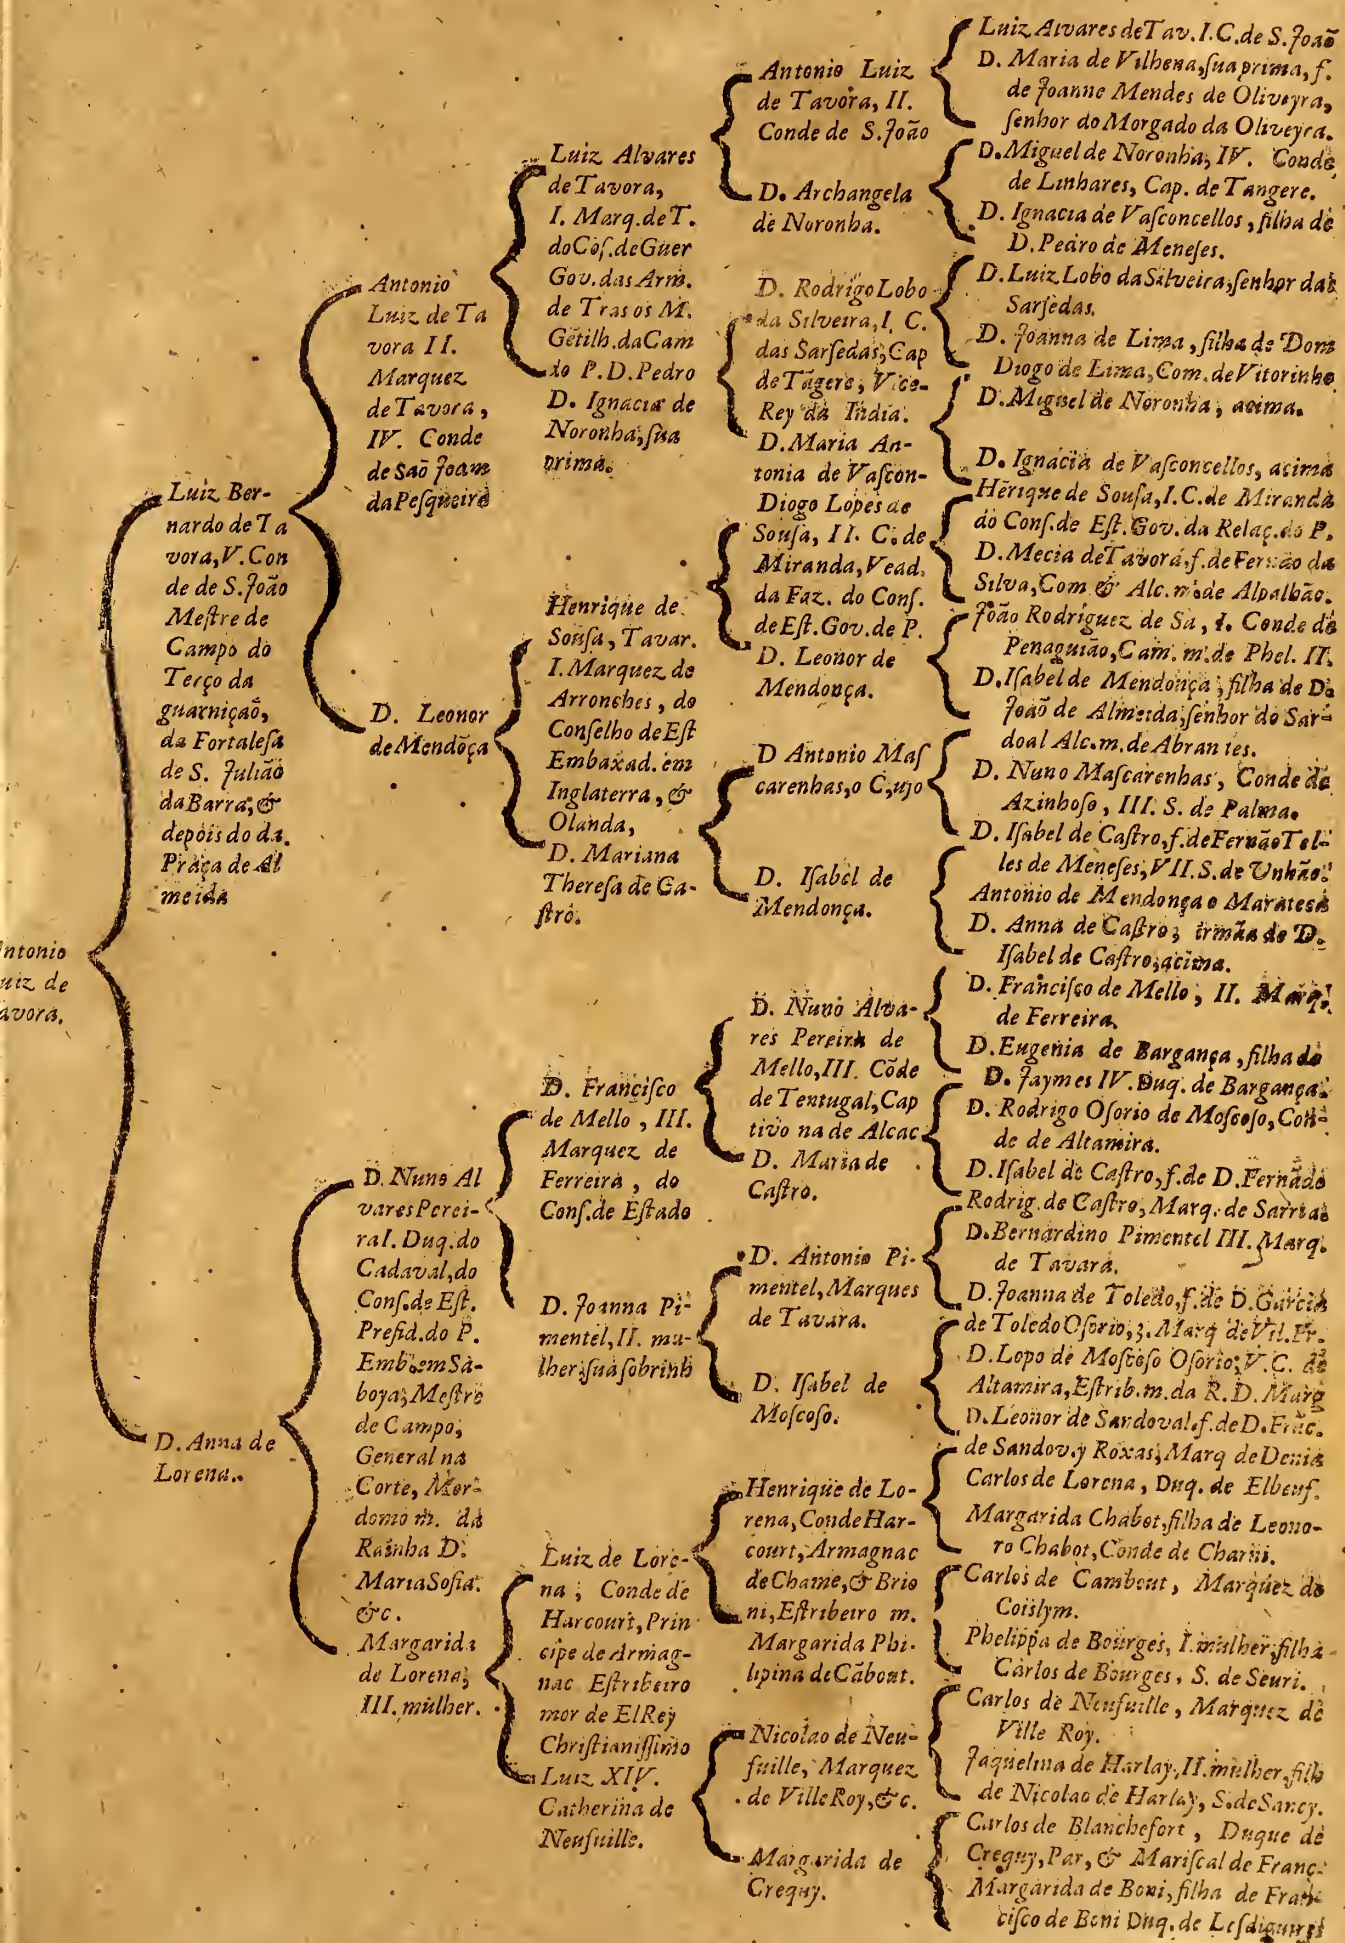 Luiz Bernardo de Ta
Luiz Ber-
nardo de Ta
vora, V. Con
de de S. João
Mestre de
Campo do
Terço da
guarniçaõ,
da Fortalesa
de S. Julião
da Barra, &
depois do da.
Praça de Al
meida
D. Anna de
Lorena.
Antonio
Luiz de Ta
vora II.
Marquez
de Tavora,
IV. Conde
de Saõ Joam
da Pesqueira
D. Leonor
de Mendõça
D. Nuno Al
vares Perei-
ra I. Duq. do
Cadaval, do
Cons. de Est.
Presid. do P.
Emb. em Sa-
boya, Mestre
de Campo,
General na
Corte, Mor-
domo m. da
Rainha D.
Maria Sofia.
&c.
Margarida
de Lorena,
III. mulher.
Luiz Alvares
de Tavora,
I. Marq. de T.
do Cõs. de Guer
Gov. das Arm.
de Tras os M.
Gẽtilh. da Cam
do P. D. Pedro
D. Ignacia de
Noronha, sua
prima.
Henrique de
Sousa, Tavar.
I. Marquez de
Arronches, do
Conselho de Est
Embaxad. em
Inglaterra, &
Olanda,
D. Mariana
Theresa de Ca-
stro.
D. Francisco
de Mello, III.
Marquez de
Ferreira, do
Cons. de Estado
D. Joanna Pi-
mentel, II. mu-
lher, sua sobrinh
Luiz de Lore-
na, Conde de
Harcourt, Prin
cipe de Armag-
nac Estribeiro
mor de ElRey
Christianissimo
Luiz XIV.
Catherina de
Neufuille.
Antonio Luiz
de Tavora, II.
Conde de S. João
D. Archangela
de Noronha.
D. Rodrigo Lobo
da Silveira, I. C.
das Sarsedas, Cap
de Tãgere, Vice-
Rey da India.
D. Maria An-
tonia de Vascon-
Diogo Lopes de
Sousa, II. C. de
Miranda, Vead.
da Faz. do Cons.
de Est. Gov. de P.
D. Leonor de
Mendonça.
D Antonio Mas
carenhas, o C,ujo
D. Isabel de
Mendonça.
D. Nuno Alva-
res Pereira de
Mello, III. Cõde
de Tentugal, Cap
tivo na de Alcac
D. Maria de
Castro.
D. Antonio Pi-
mentel, Marques
de Tavara.
D. Isabel de
Moscoso.
Henrique de Lo-
rena, Conde Har-
court, Armagnac
de Charne, & Brio
ni, Estribeiro m.
Margarida Phi-
lipina de Cãbout.
Nicolao de Neu-
fuille, Marquez
de Ville Roy, &c.
Margarida de
Crequy.
Luiz Alvares de Tav. I. C. de S. Joaõ
D. Maria de Vilhena, sua prima, f.
de Joanne Mendes de Oliveyra,
senhor do Morgado da Oliveyra.
D. Miguel de Noronha, IV. Conde
de Linhares, Cap. de Tangere.
D. Ignacia de Vasconcellos, filha de
D. Pedro de Meneses.
D. Luiz Lobo da Silveira, senhor das
Sarsedas.
D. Joanna de Lima, filha de Dom
Diogo de Lima, Com. de Vitorinho
D. Miguel de Noronha, acima.
D. Ignacia de Vasconcellos, acima
Hẽrique de Sousa, I. C. de Miranda
do Cons. de Est. Gov. da Relaç. do P.
D. Mecia de Tavora, f. de Fernão da
Silva, Com & Alc. m. de Alpalhão.
João Rodriguez de Sa, I. Conde de
Penaguião, Cam. m. de Phel. II.
D. Isabel de Mendonça, filha de D.
Joaõ de Almeida, senhor do Sar-
doal Alc. m. de Abrantes.
D. Nuno Mascarenhas, Conde de
Azinhoso, III. S. de Palma.
D. Isabel de Castro, f. de Fernão Tel-
les de Meneses, VII. S. de Unhão.
Antonio de Mendonça o Marateca
D. Anna de Castro, irmãa de D.
Isabel de Castro, acima.
D. Francisco de Mello, II. Marq.
de Ferreira.
D. Eugenia de Bargança, filha de
D. Jaymes IV. Duq. de Bargança.
D. Rodrigo Osorio de Moscoso, Con-
de de Altamira.
D. Isabel de Castro, f. de D. Fernãdo
Rodrig. de Castro, Marq. de Sarria
D. Bernardino Pimentel III. Marq.
de Tavara.
D. Joanna de Toledo, f. de D. Garcia
de Toledo Osorio, 3. Marq de Vil. Fr.
D. Lopo de Moscoso Osorio, V. C. de
Altamira, Estrib. m. da R. D. Marg
D. Leonor de Sandoval, f. de D. Frãc.
de Sandov. y Roxas, Marq de Denia
Carlos de Lorena, Duq. de Elbeuf.
Margarida Chabot, filha de Leono-
ro Chabot, Conde de Charni.
Carlos de Cambout, Marquez de
Coislym.
Phelippa de Bourges, I. mulher, filha
Carlos de Bourges, S. de Seuri.
Carlos de Neufuille, Marquez de
Ville Roy.
Jaquelina de Harlay, II. mulher, filh
de Nicolao de Harlay, S. de Sancy.
Carlos de Blanchefort, Duque de
Crequy, Par, & Mariscal de Franç.
Margarida de Boni, filha de Fran-
cisco de Boni Duq. de Lesdigu